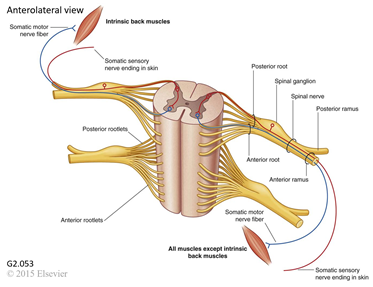 Anterolateral view
Somatic motor
nerve fiber
Intrinsic back muscles
Somatic sensory
nerve ending in skin
Posterior root
Spinal ganglion
Spinal nerve
Posterior ramus
Posterior rootlets
Anterior root
Anterior ramus
Anterior rootlets
Somatic motor
nerve fiber
All muscles except intrinsic
back muscles
Somatic sensory
nerve ending in skin
G2.053
© 2015 Elsevier